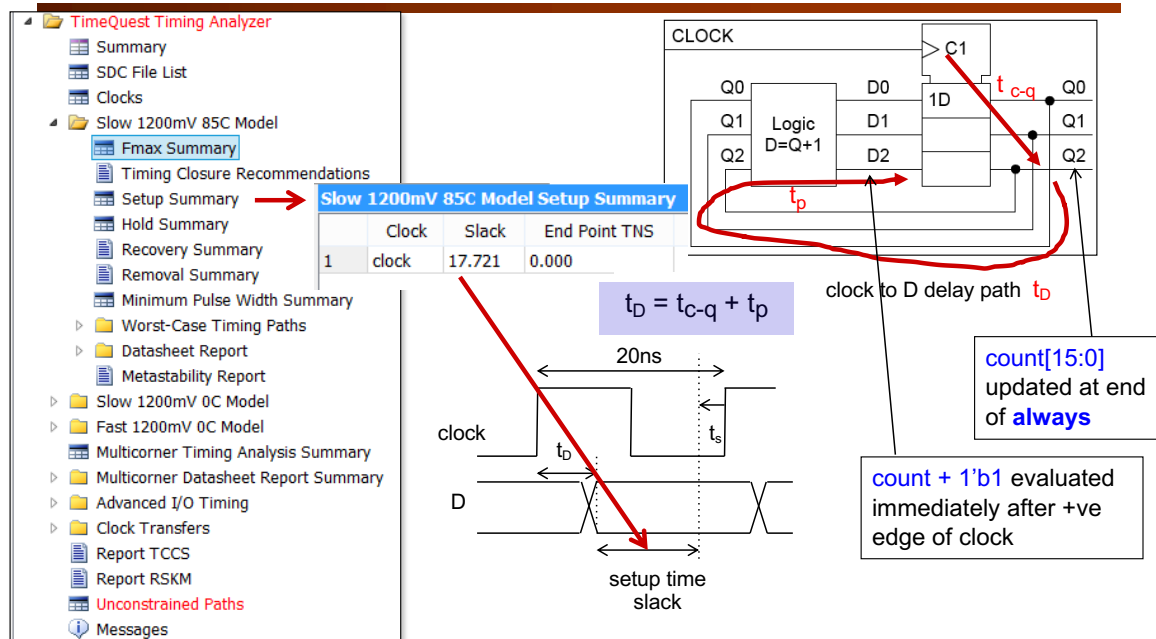 TimeQuest Timing Analyzer
Summary
SDC File List
Clocks
Slow 1200mV 85C Model
Fmax Summary
Timing Closure Recommendations
Setup Summary
Hold Summary
Recovery Summary
Removal Summary
Minimum Pulse Width Summary
Worst-Case Timing Paths
Datasheet Report
Metastability Report
Slow 1200mV 0C Model
Fast 1200mV 0C Model
Multicorner Timing Analysis Summary
Multicorner Datasheet Report Summary
Advanced I/O Timing
Clock Transfers
Report TCCS
Report RSKM
Unconstrained Paths
Messages
Slow 1200mV 85C Model Setup Summary
Clock Slack End Point TNS
1 clock 17.721 0.000
CLOCK
C1
t c-q
Q0 D0 1D Q0
Q1 Logic D1 Q1
D=Q+1
Q2 D2 Q2
tp
clock to D delay path tD
tD = tc-q + tp
20ns
clock
ts
tD
D
setup time
slack
count[15:0]
updated at end
of always
count + 1'b1 evaluated
immediately after +ve
edge of clock